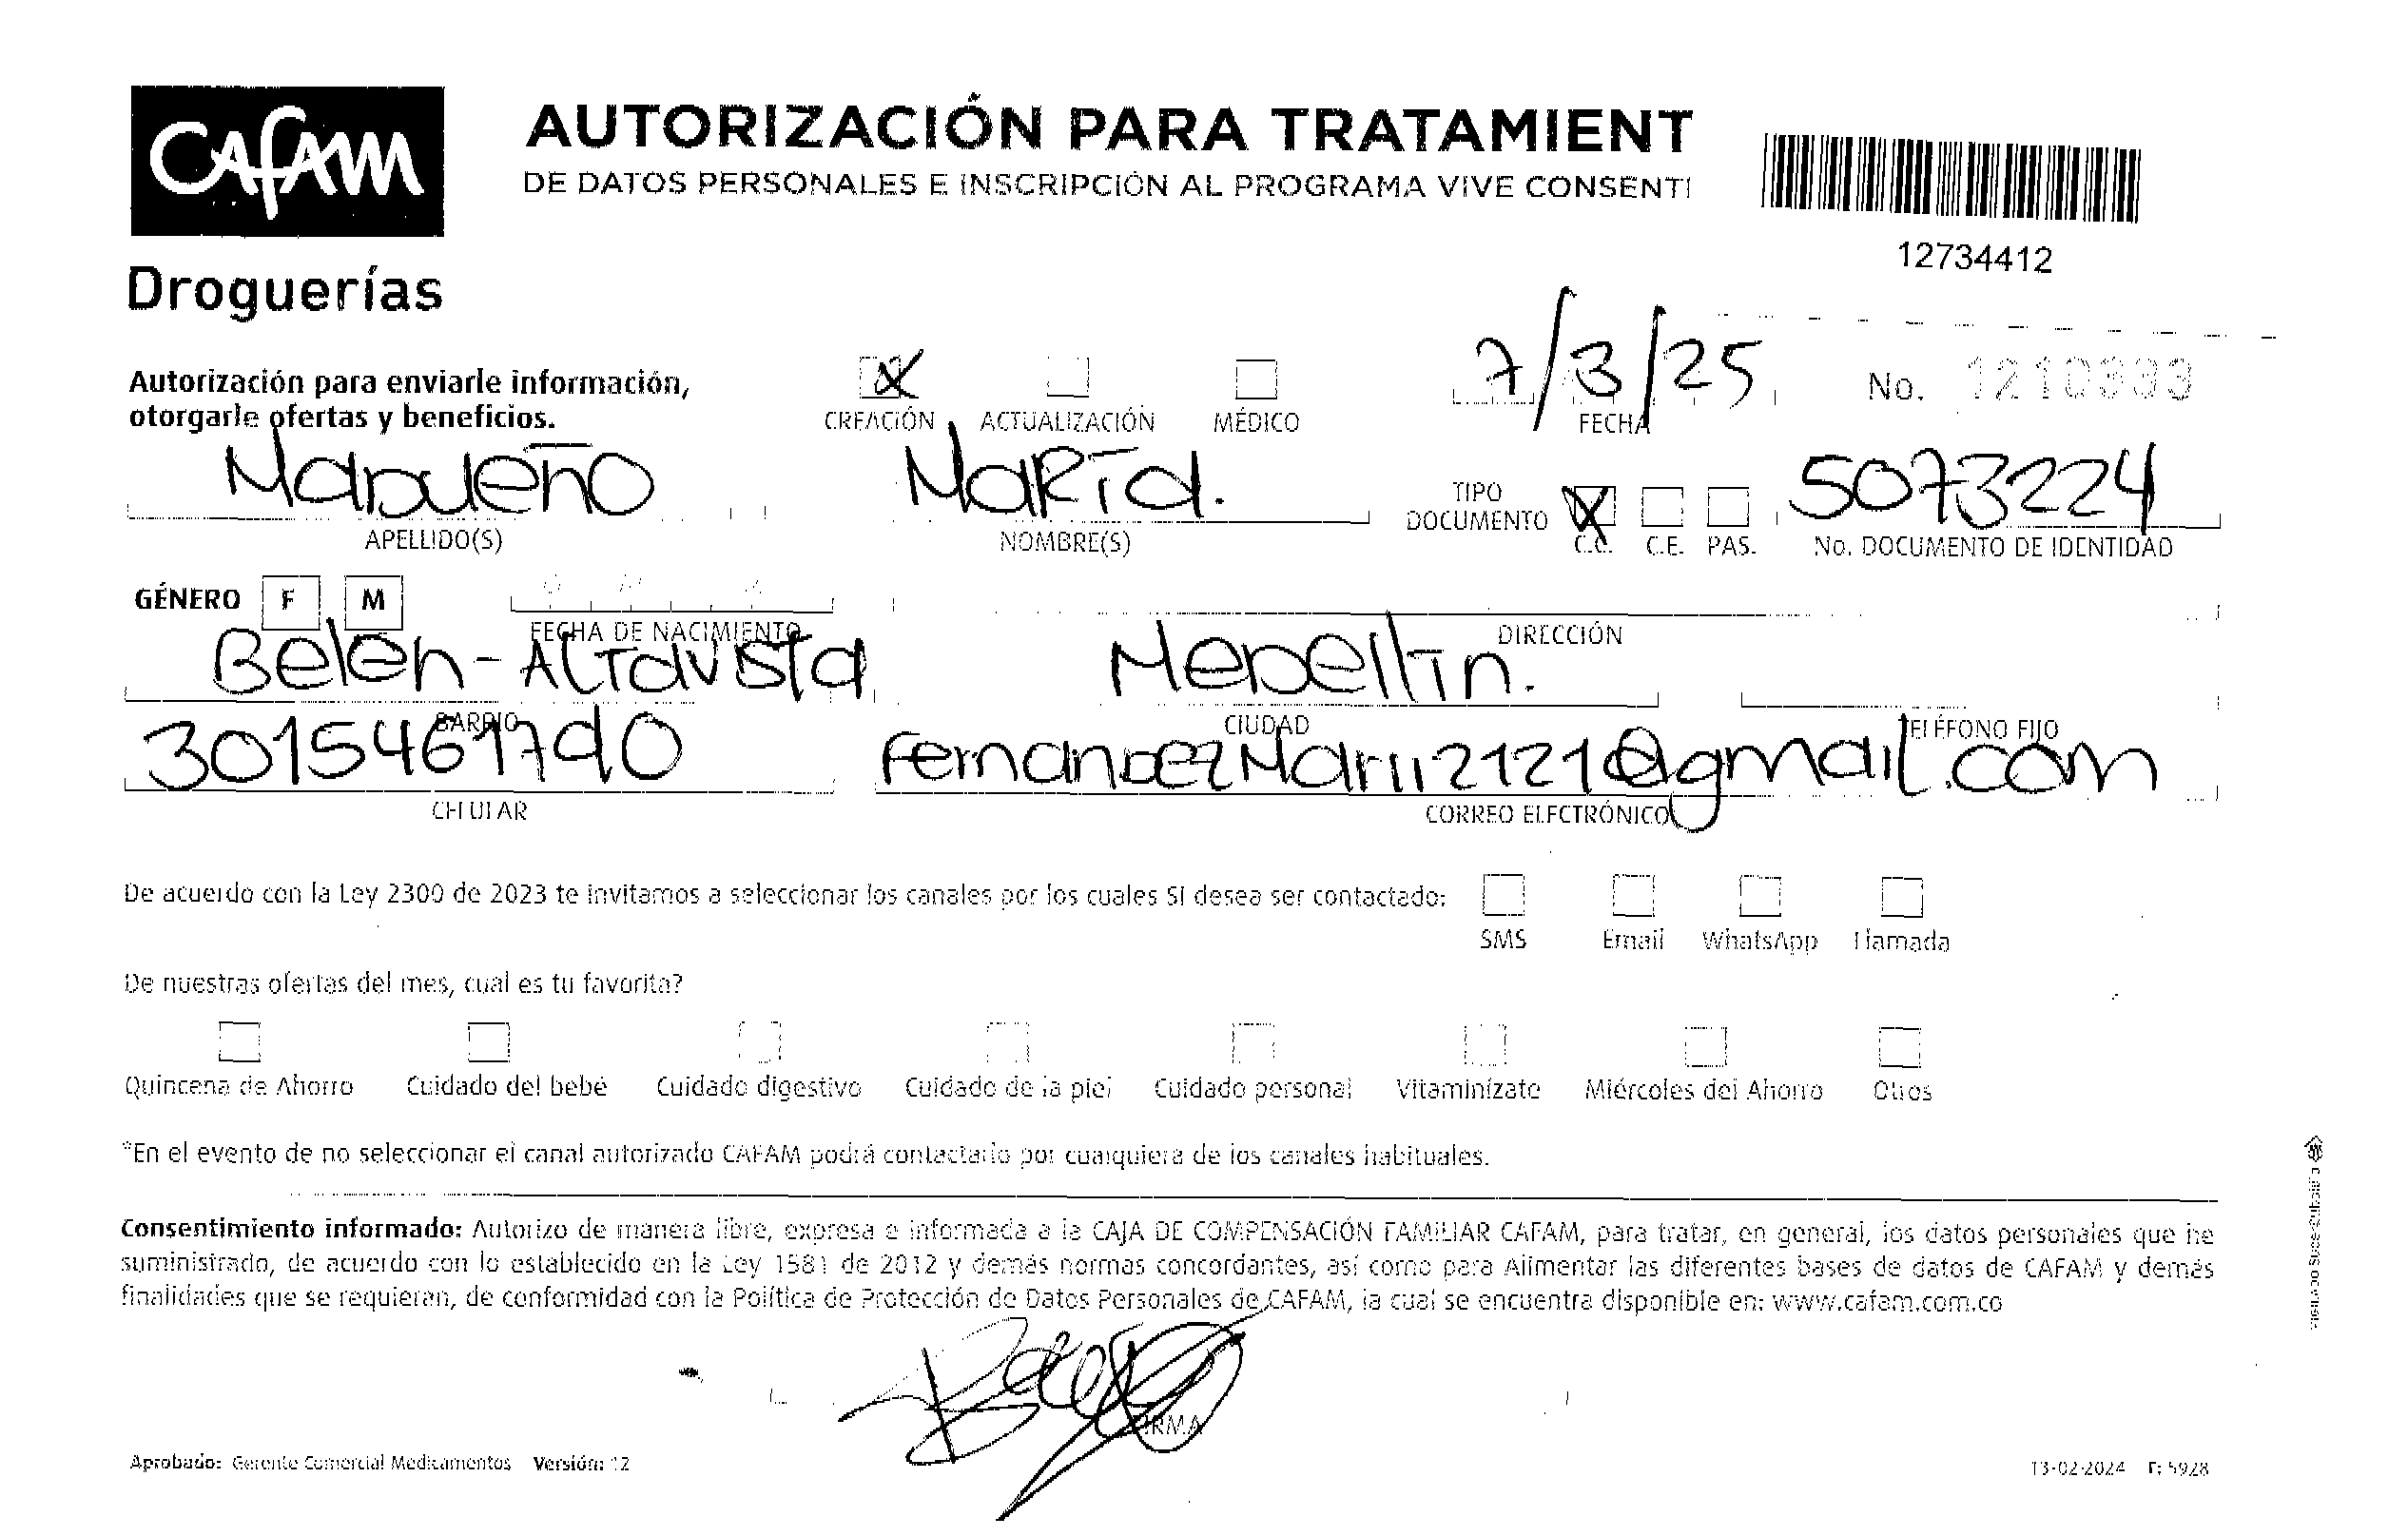 CAFAM
Droguerías
AUTORIZACIÓN PARA TRATAMIENT
DE DATOS PERSONALES E INSCRIPCIÓN AL PROGRAMA VIVE CONSENTI
12734412
Autorización para enviarle información,
otorgarle ofertas y beneficios.
CREACIÓN ACTUALIZACIÓN MÉDICO
7/3/25
FECHA
No. 1210333
Madueño María. 5073224
APELLIDO(S) NOMBRE(S) TIPO DOCUMENTO C.C. C.E. PAS. No. DOCUMENTO DE IDENTIDAD
GÉNERO F M
FECHA DE NACIMIENTO DIRECCIÓN
Belen - Altavista Medellin.
BARRIO CIUDAD TELÉFONO FIJO
3015461790 Fernandezmarii2121@gmail.com
CELULAR CORREO ELECTRÓNICO
De acuerdo con la Ley 2300 de 2023 te invitamos a seleccionar los canales por los cuales SI desea ser contactado:
SMS Email WhatsApp Llamada
De nuestras ofertas del mes, cual es tu favorita?
Quincena de Ahorro Cuidado del bebé Cuidado digestivo Cuidado de la piel Cuidado personal Vitaminízate Miércoles del Ahorro Otros
*En el evento de no seleccionar el canal autorizado CAFAM podrá contactarlo por cualquiera de los canales habituales.
Consentimiento informado: Autorizo de manera libre, expresa e informada a la CAJA DE COMPENSACIÓN FAMILIAR CAFAM, para tratar, en general, los datos personales que he
suministrado, de acuerdo con lo establecido en la Ley 1581 de 2012 y demás normas concordantes, así como para Alimentar las diferentes bases de datos de CAFAM y demás
finalidades que se requieran, de conformidad con la Política de Protección de Datos Personales de CAFAM, la cual se encuentra disponible en: www.cafam.com.co
FIRMA
Aprobado: Gerente Comercial Medicamentos Versión: 12
13-02-2024 F: 5928